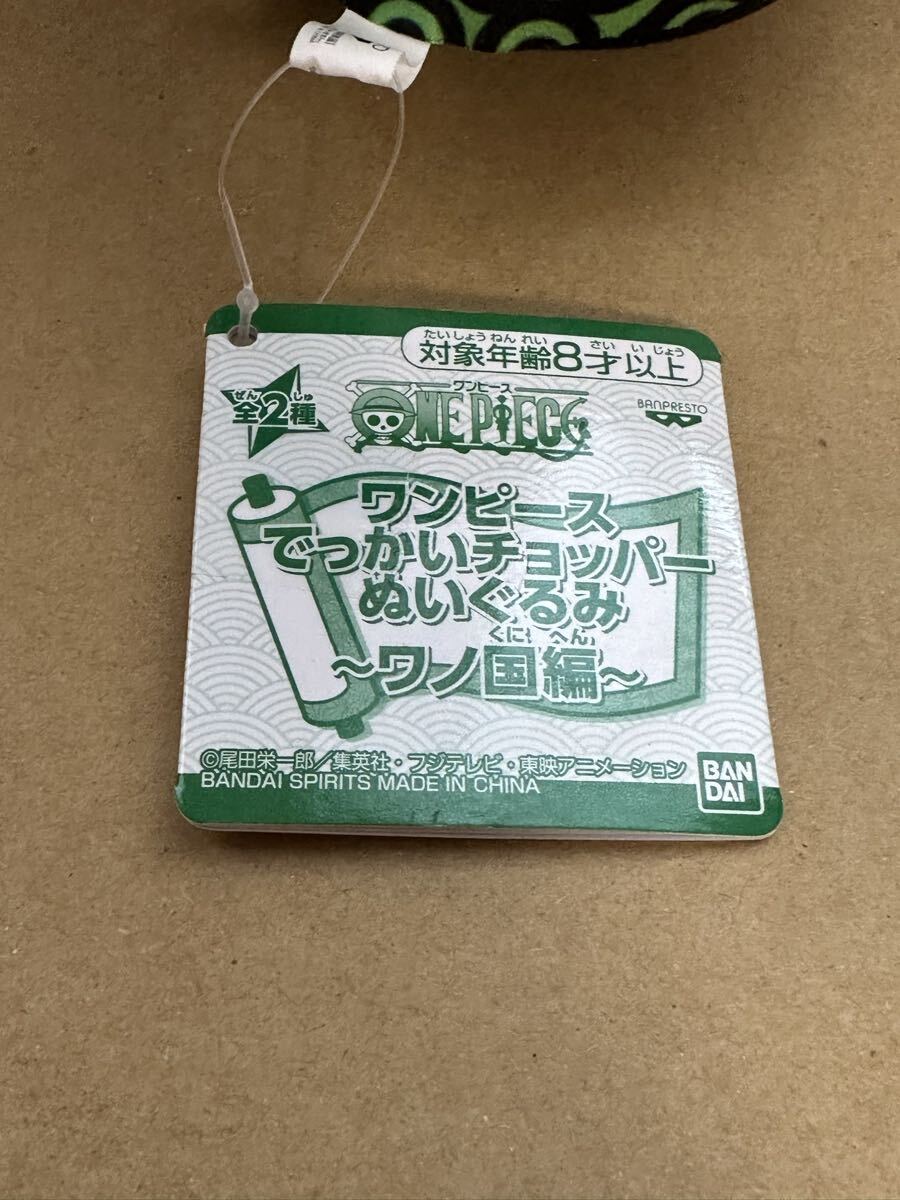 たいしょうねんれい さいいじょう
対象年齢8才以上
ぜん しゅ
全2種
ワンピース
ONE PIECE
BANPRESTO
ワンピース
でっかいチョッパー
ぬいぐるみ
くに へん
~ワノ国編~
©尾田栄一郎/集英社・フジテレビ・東映アニメーション
BANDAI SPIRITS MADE IN CHINA
BAN
DAI